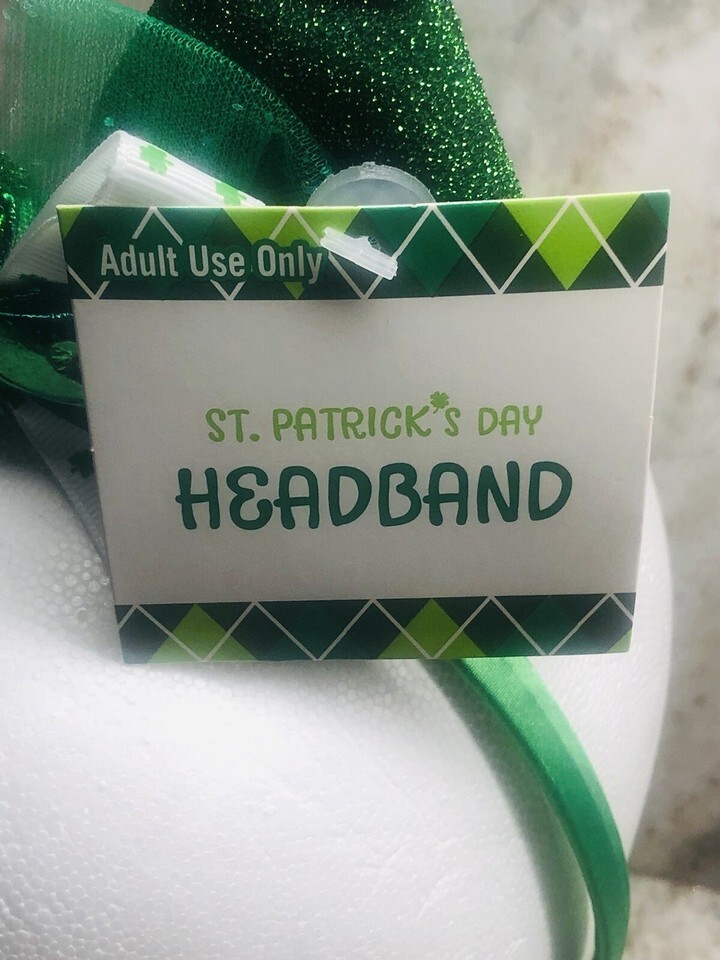 Adult Use Only
ST. PATRICK'S DAY
HEADBAND